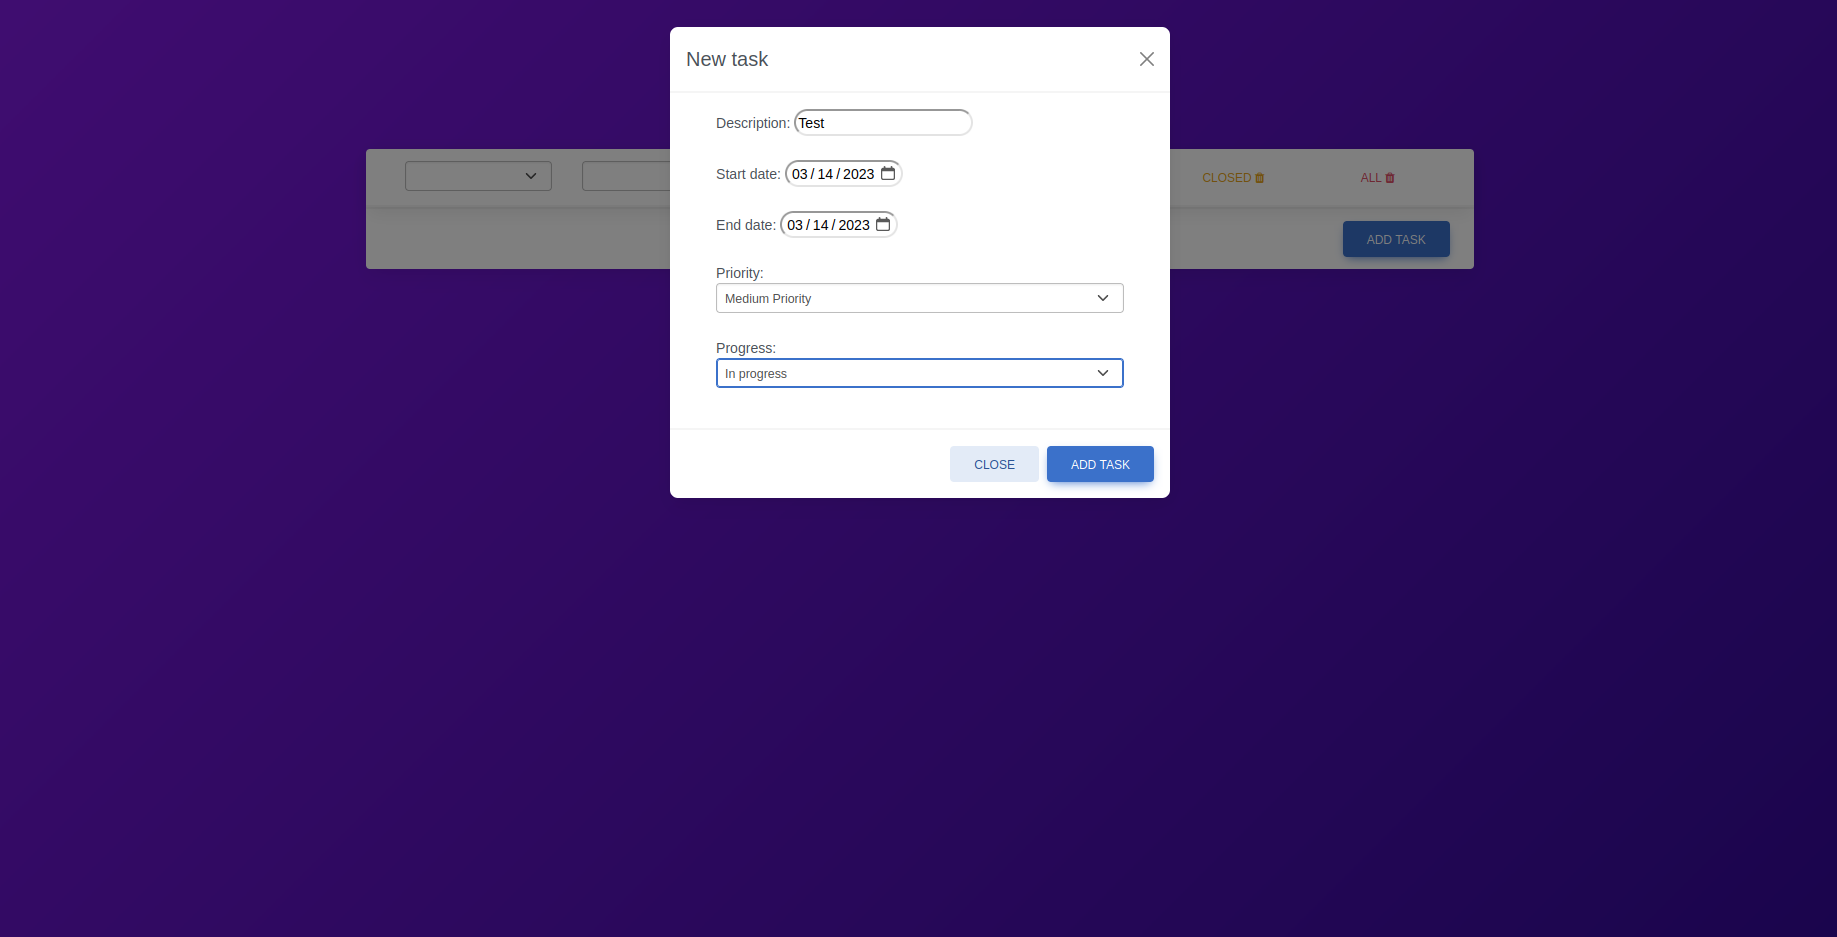 New task
Description: Test
CLOSED
ALL
Start date: 03/14/2023
End date: 03/14/2023
ADD TASK
Priority:
Medium Priority
Progress:
In progress
CLOSE
ADD TASK